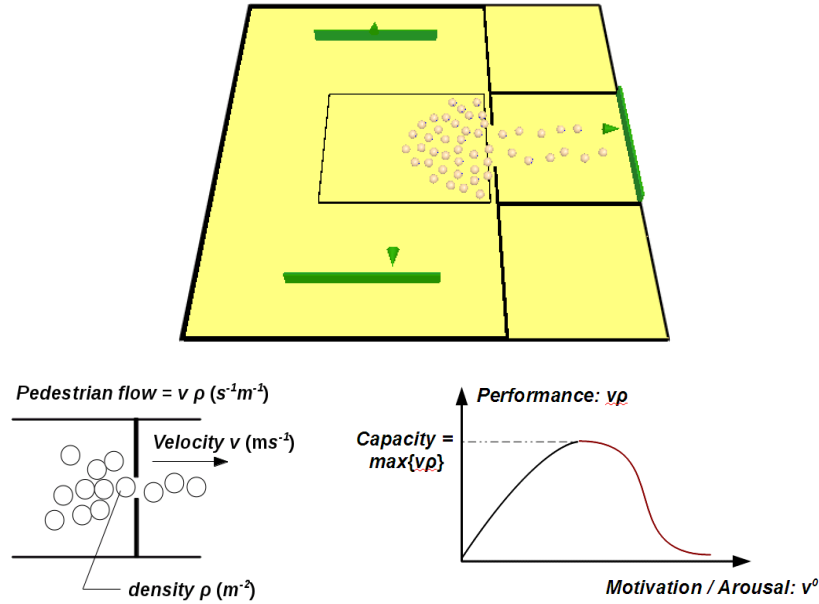 Pedestrian flow = v ρ (s⁻¹m⁻¹)
Velocity v (ms⁻¹)
density ρ (m⁻²)
Performance: vρ
Capacity =
max{vρ}
Motivation / Arousal: v⁰